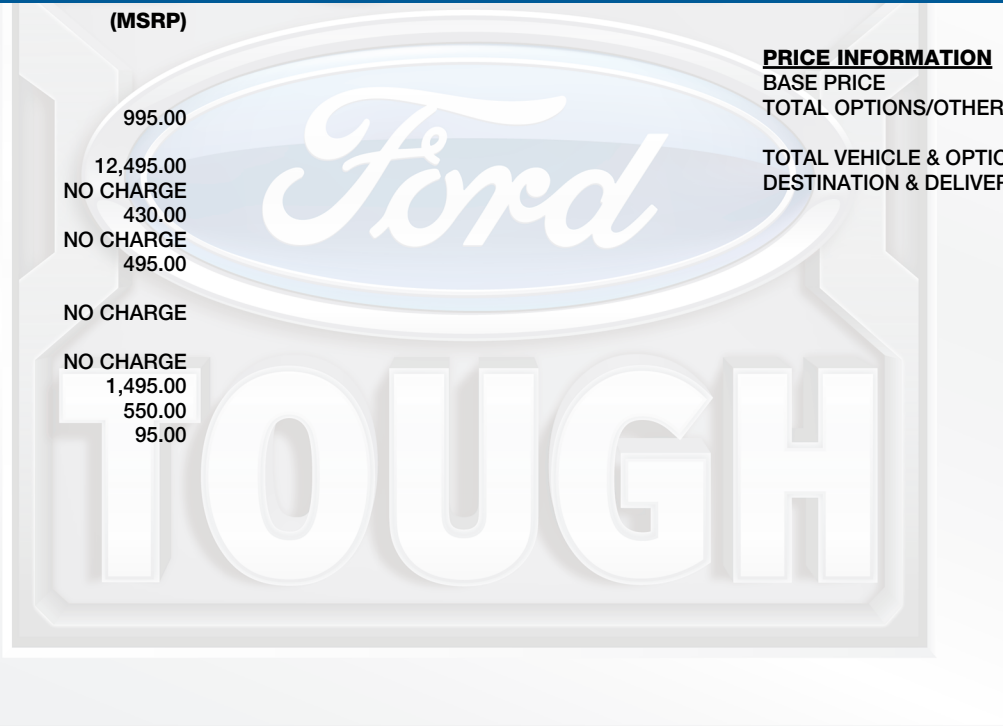 (MSRP)
995.00
12,495.00
NO CHARGE
430.00
NO CHARGE
495.00
NO CHARGE
NO CHARGE
1,495.00
550.00
95.00
PRICE INFORMATION
BASE PRICE
TOTAL OPTIONS/OTHER
TOTAL VEHICLE & OPTIO
DESTINATION & DELIVER
Ford
TOUGH